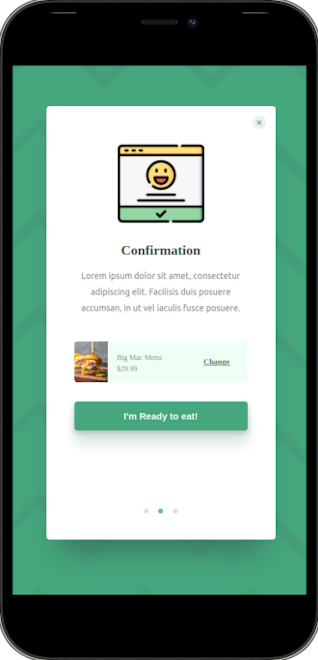 Confirmation
Lorem ipsum dolor sit amet, consectetur
adipiscing elit. Facilisis duis posuere
accumsan, in ut vel iaculis fusce posuere.
Big Mac Menu
$29.99
Change
I'm Ready to eat!